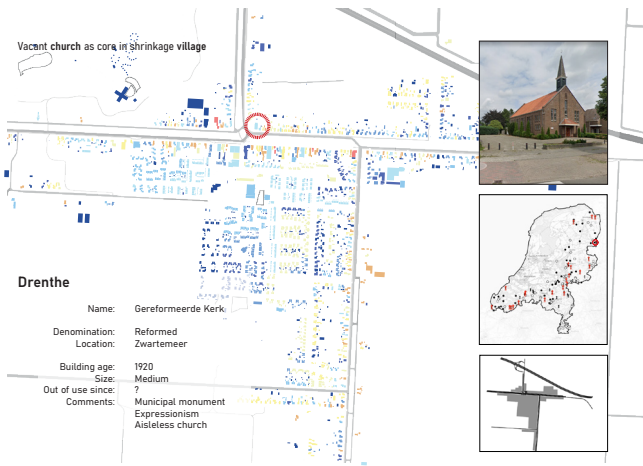 Vacant church as core in shrinkage village
Drenthe
Name: Gereformeerde Kerk
Denomination: Reformed
Location: Zwartemeer
Building age: 1920
Size: Medium
Out of use since: ?
Comments: Municipal monument
Expressionism
Aisleless church